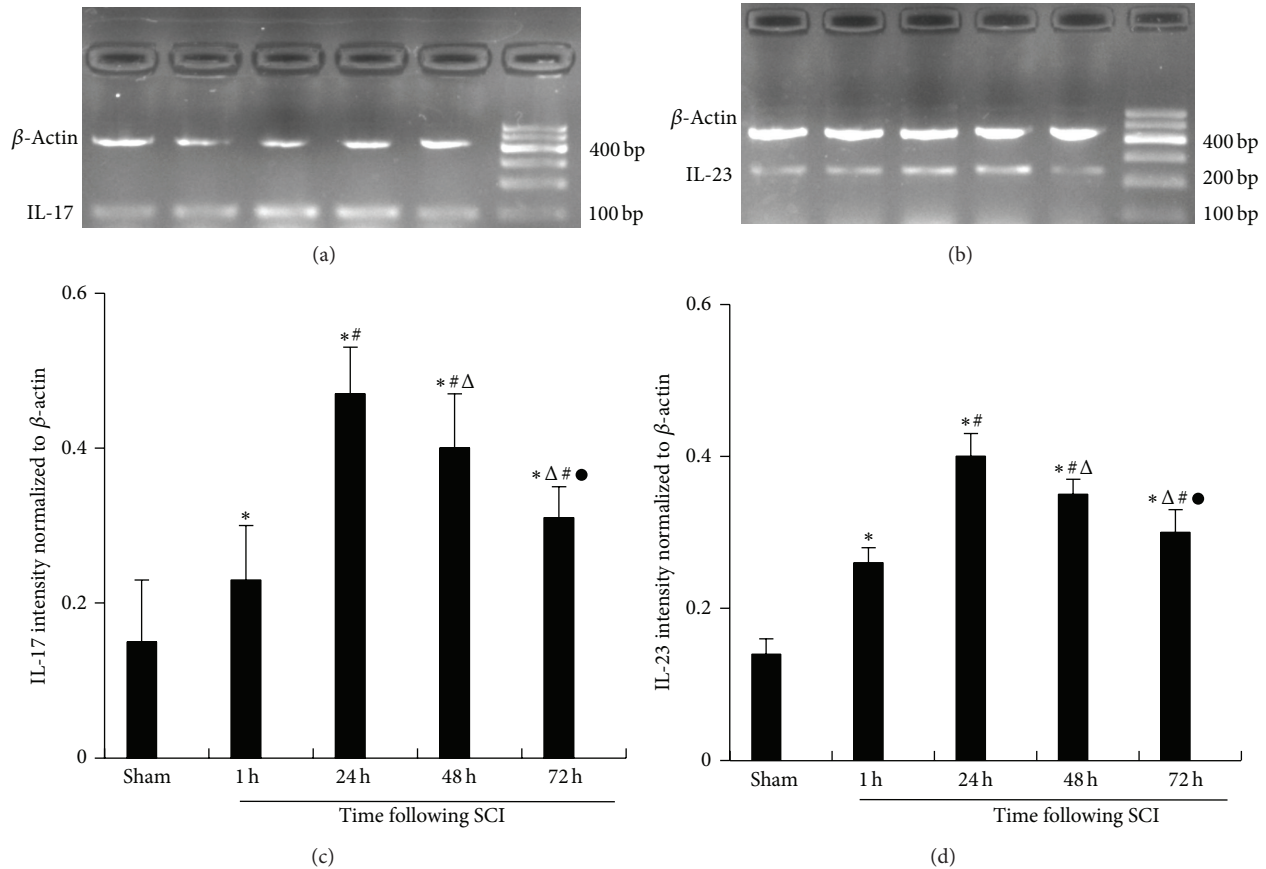 β-Actin
IL-17
400 bp
100 bp
(a)
β-Actin
IL-23
400 bp
200 bp
100 bp
(b)
IL-17 intensity normalized to β-actin
0.6
0.4
0.2
0
*
* #
* # Δ
* Δ # ●
Sham 1 h 24 h 48 h 72 h
Time following SCI
(c)
IL-23 intensity normalized to β-actin
0.6
0.4
0.2
0
*
* #
* # Δ
* Δ # ●
Sham 1 h 24 h 48 h 72 h
Time following SCI
(d)